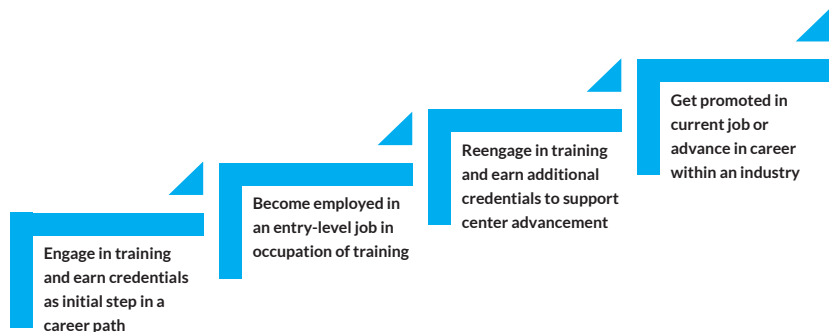 Engage in training
and earn credentials
as initial step in a
career path
Become employed in
an entry-level job in
occupation of training
Reengage in training
and earn additional
credentials to support
center advancement
Get promoted in
current job or
advance in career
within an industry